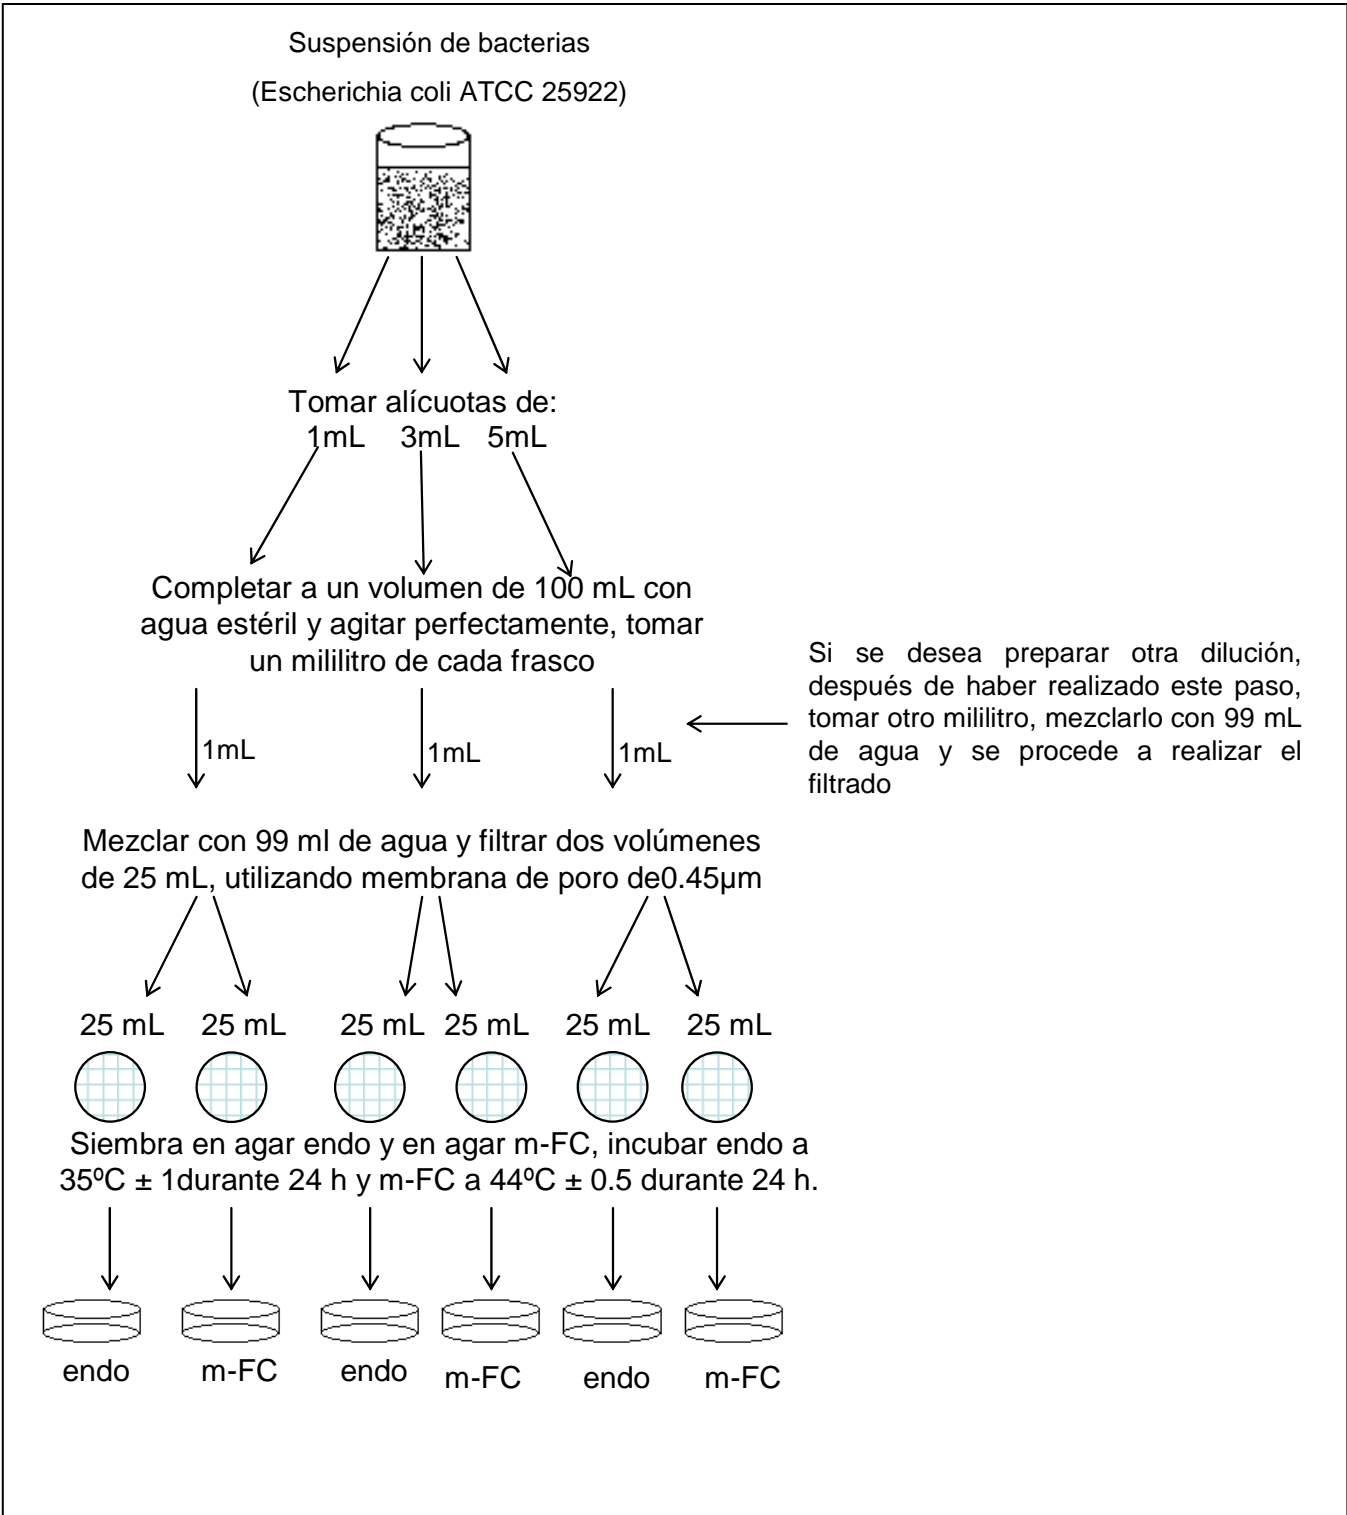 Suspensión de bacterias
(Escherichia coli ATCC 25922)
Tomar alícuotas de:
1mL 3mL 5mL
Completar a un volumen de 100 mL con
agua estéril y agitar perfectamente, tomar
un mililitro de cada frasco
Si se desea preparar otra dilución,
después de haber realizado este paso,
tomar otro mililitro, mezclarlo con 99 mL
de agua y se procede a realizar el
filtrado
1mL 1mL 1mL
Mezclar con 99 ml de agua y filtrar dos volúmenes
de 25 mL, utilizando membrana de poro de0.45µm
25 mL 25 mL 25 mL 25 mL 25 mL 25 mL
Siembra en agar endo y en agar m-FC, incubar endo a
35ºC ± 1durante 24 h y m-FC a 44ºC ± 0.5 durante 24 h.
endo m-FC endo m-FC endo m-FC